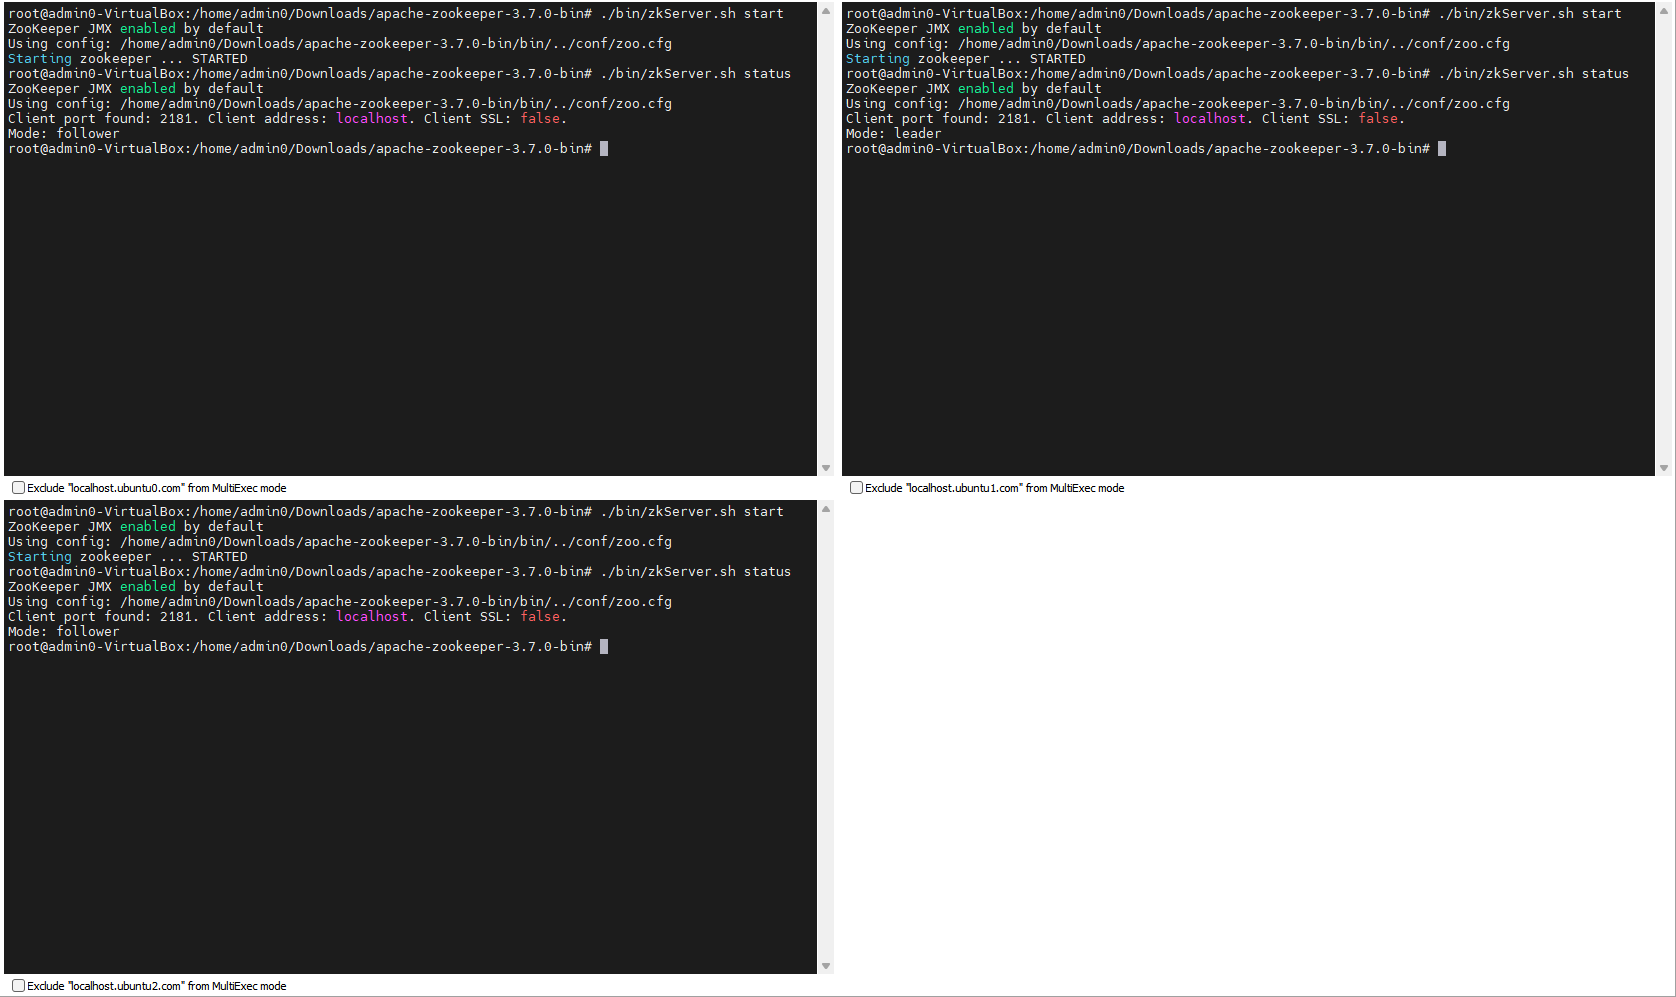 root@admin0-VirtualBox:/home/admin0/Downloads/apache-zookeeper-3.7.0-bin# ./bin/zkServer.sh start
ZooKeeper JMX enabled by default
Using config: /home/admin0/Downloads/apache-zookeeper-3.7.0-bin/bin/../conf/zoo.cfg
Starting zookeeper ... STARTED
root@admin0-VirtualBox:/home/admin0/Downloads/apache-zookeeper-3.7.0-bin# ./bin/zkServer.sh status
ZooKeeper JMX enabled by default
Using config: /home/admin0/Downloads/apache-zookeeper-3.7.0-bin/bin/../conf/zoo.cfg
Client port found: 2181. Client address: localhost. Client SSL: false.
Mode: follower
root@admin0-VirtualBox:/home/admin0/Downloads/apache-zookeeper-3.7.0-bin#
Exclude "localhost.ubuntu0.com" from MultiExec mode
root@admin0-VirtualBox:/home/admin0/Downloads/apache-zookeeper-3.7.0-bin# ./bin/zkServer.sh start
ZooKeeper JMX enabled by default
Using config: /home/admin0/Downloads/apache-zookeeper-3.7.0-bin/bin/../conf/zoo.cfg
Starting zookeeper ... STARTED
root@admin0-VirtualBox:/home/admin0/Downloads/apache-zookeeper-3.7.0-bin# ./bin/zkServer.sh status
ZooKeeper JMX enabled by default
Using config: /home/admin0/Downloads/apache-zookeeper-3.7.0-bin/bin/../conf/zoo.cfg
Client port found: 2181. Client address: localhost. Client SSL: false.
Mode: leader
root@admin0-VirtualBox:/home/admin0/Downloads/apache-zookeeper-3.7.0-bin#
Exclude "localhost.ubuntu1.com" from MultiExec mode
root@admin0-VirtualBox:/home/admin0/Downloads/apache-zookeeper-3.7.0-bin# ./bin/zkServer.sh start
ZooKeeper JMX enabled by default
Using config: /home/admin0/Downloads/apache-zookeeper-3.7.0-bin/bin/../conf/zoo.cfg
Starting zookeeper ... STARTED
root@admin0-VirtualBox:/home/admin0/Downloads/apache-zookeeper-3.7.0-bin# ./bin/zkServer.sh status
ZooKeeper JMX enabled by default
Using config: /home/admin0/Downloads/apache-zookeeper-3.7.0-bin/bin/../conf/zoo.cfg
Client port found: 2181. Client address: localhost. Client SSL: false.
Mode: follower
root@admin0-VirtualBox:/home/admin0/Downloads/apache-zookeeper-3.7.0-bin#
Exclude "localhost.ubuntu2.com" from MultiExec mode